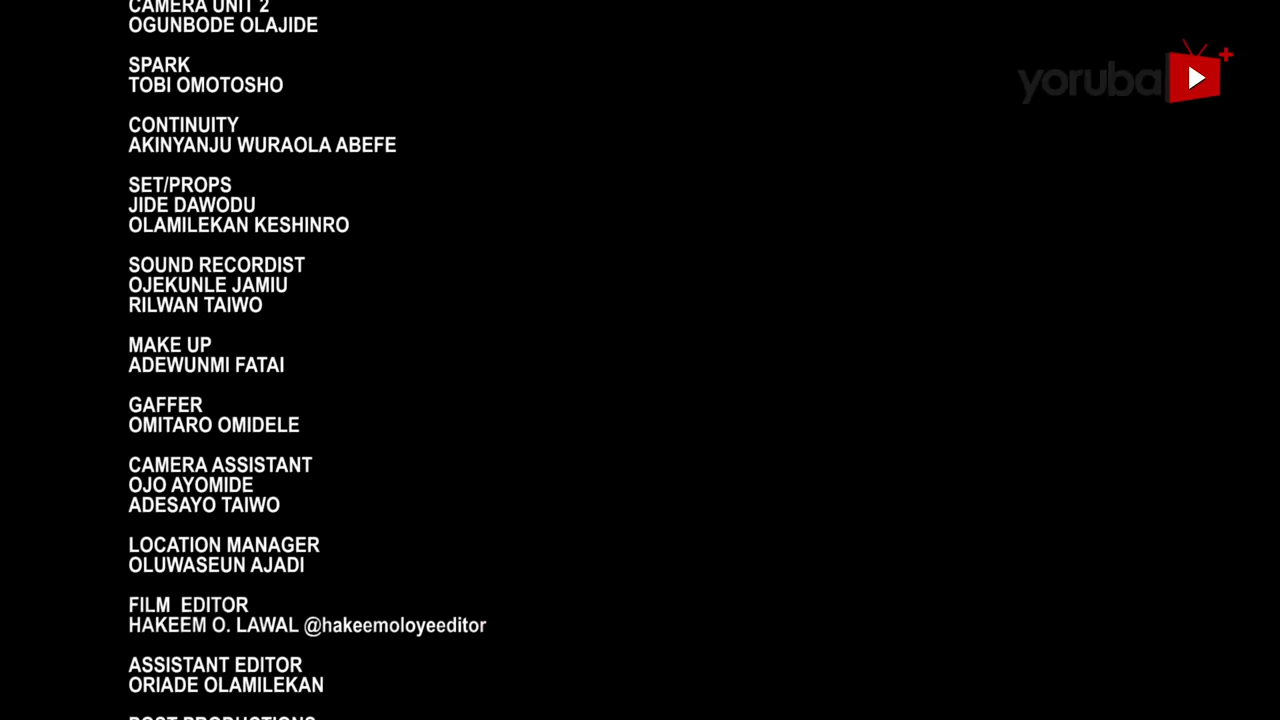 CAMERA UNIT 2
OGUNBODE OLAJIDE
SPARK
TOBI OMOTOSHO
CONTINUITY
AKINYANJU WURAOLA ABEFE
SET/PROPS
JIDE DAWODU
OLAMILEKAN KESHINRO
SOUND RECORDIST
OJEKUNLE JAMIU
RILWAN TAIWO
MAKE UP
ADEWUNMI FATAI
GAFFER
OMITARO OMIDELE
CAMERA ASSISTANT
OJO AYOMIDE
ADESAYO TAIWO
LOCATION MANAGER
OLUWASEUN AJADI
FILM  EDITOR
HAKEEM O. LAWAL @hakeemoloyeeditor
ASSISTANT EDITOR
ORIADE OLAMILEKAN
POST PRODUCTIONS
yoruba +